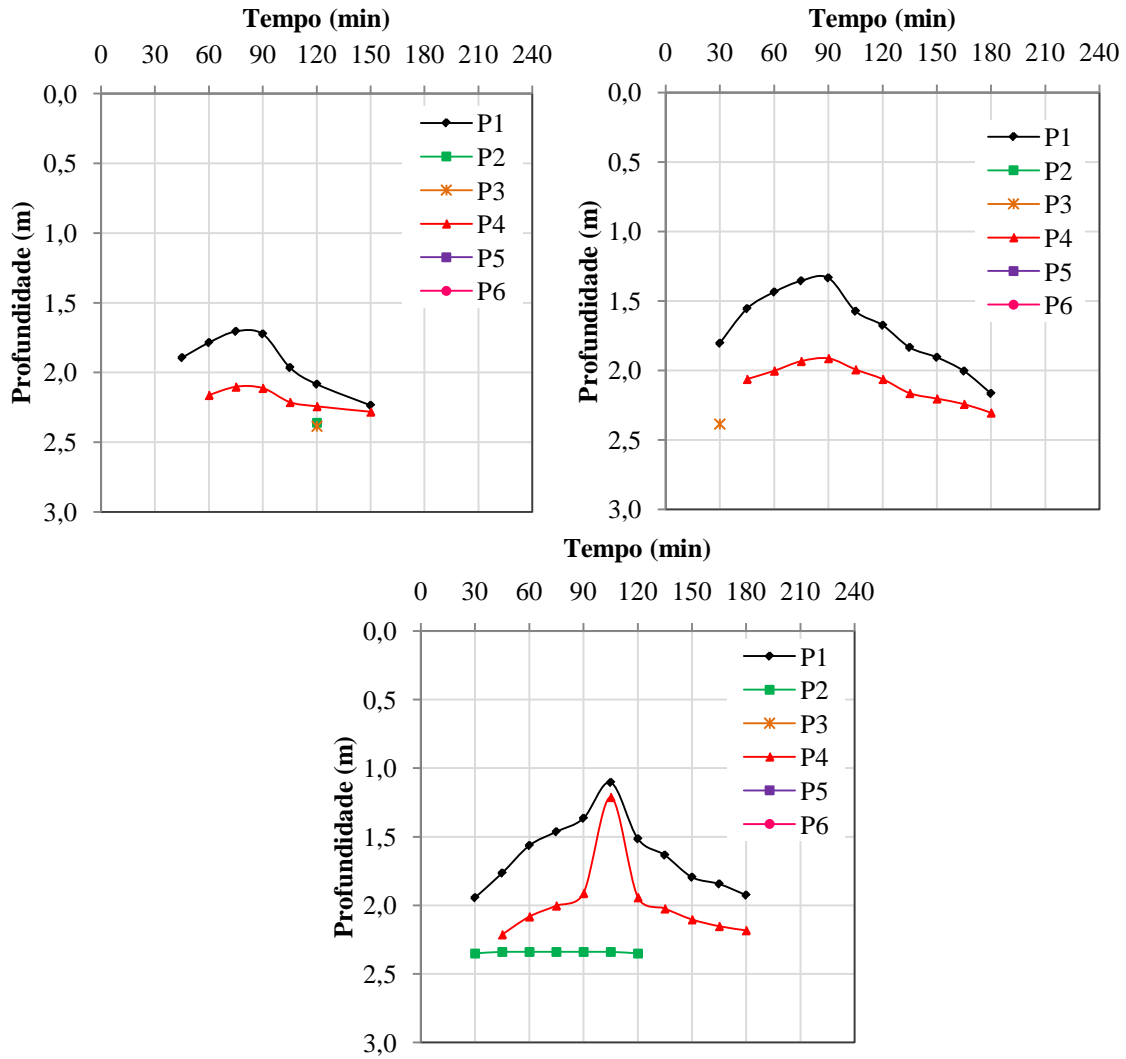 Tempo (min)
0 30 60 90 120 150 180 210 240
0,0
0,5
1,0
1,5
2,0
2,5
3,0
Profundidade (m)
P1
P2
P3
P4
P5
P6
Tempo (min)
0 30 60 90 120 150 180 210 240
0,0
0,5
1,0
1,5
2,0
2,5
3,0
Profundidade (m)
P1
P2
P3
P4
P5
P6
Tempo (min)
0 30 60 90 120 150 180 210 240
0,0
0,5
1,0
1,5
2,0
2,5
3,0
Profundidade (m)
P1
P2
P3
P4
P5
P6